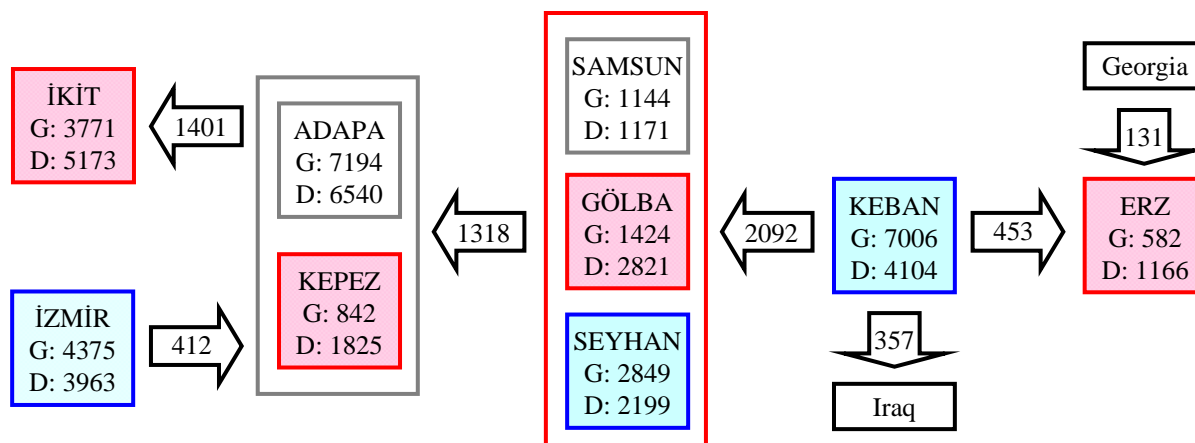 İKİT
G: 3771
D: 5173
1401
İZMİR
G: 4375
D: 3963
412
ADAPA
G: 7194
D: 6540
KEPEZ
G: 842
D: 1825
1318
SAMSUN
G: 1144
D: 1171
GÖLBA
G: 1424
D: 2821
SEYHAN
G: 2849
D: 2199
2092
KEBAN
G: 7006
D: 4104
357
Iraq
453
Georgia
131
ERZ
G: 582
D: 1166